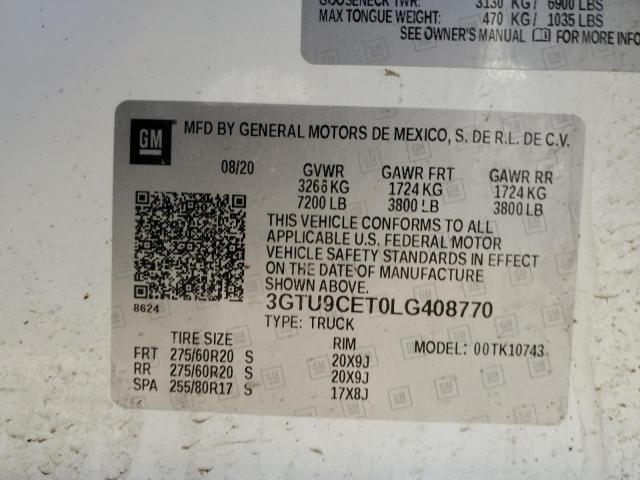 GOOSENECK TWR: 3130 KG / 6900 LBS
MAX TONGUE WEIGHT: 470 KG / 1035 LBS
SEE OWNER'S MANUAL FOR MORE INFO
GM MFD BY GENERAL MOTORS DE MEXICO, S. DE R.L. DE C.V.
08/20 GVWR GAWR FRT GAWR RR
3266 KG 1724 KG 1724 KG
7200 LB 3800 LB 3800 LB
THIS VEHICLE CONFORMS TO ALL
APPLICABLE U.S. FEDERAL MOTOR
VEHICLE SAFETY STANDARDS IN EFFECT
ON THE DATE OF MANUFACTURE
SHOWN ABOVE.
8624 3GTU9CET0LG408770
TYPE: TRUCK
TIRE SIZE RIM MODEL: 00TK10743
FRT 275/60R20 S 20X9J
RR 275/60R20 S 20X9J
SPA 255/80R17 S 17X8J